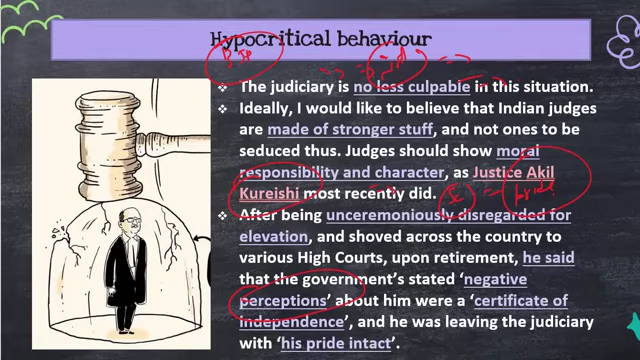 Hypocritical behaviour
❖ The judiciary is no less culpable in this situation.
❖ Ideally, I would like to believe that Indian judges
are made of stronger stuff, and not ones to be
seduced thus. Judges should show moral
responsibility and character, as Justice Akil
Kureishi most recently did.
❖ After being unceremoniously disregarded for
elevation, and shoved across the country to
various High Courts, upon retirement, he said
that the government's stated 'negative
perceptions' about him were a 'certificate of
independence', and he was leaving the judiciary
with 'his pride intact'.